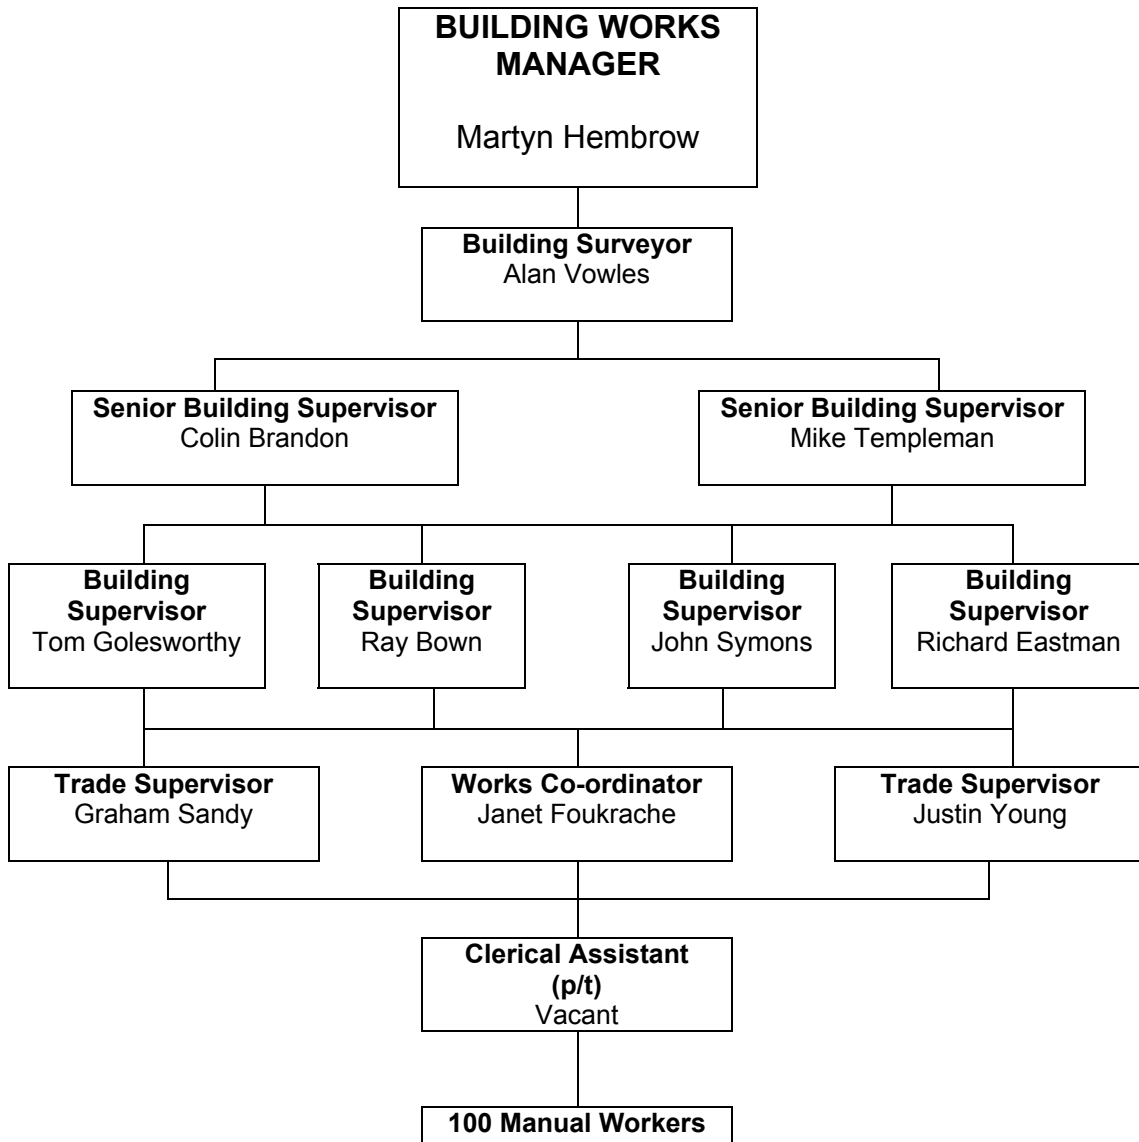 BUILDING WORKS
MANAGER
Martyn Hembrow
Building Surveyor
Alan Vowles
Senior Building Supervisor
Colin Brandon
Senior Building Supervisor
Mike Templeman
Building
Supervisor
Tom Golesworthy
Building
Supervisor
Ray Bown
Building
Supervisor
John Symons
Building
Supervisor
Richard Eastman
Trade Supervisor
Graham Sandy
Works Co-ordinator
Janet Foukrache
Trade Supervisor
Justin Young
Clerical Assistant
(p/t)
Vacant
100 Manual Workers